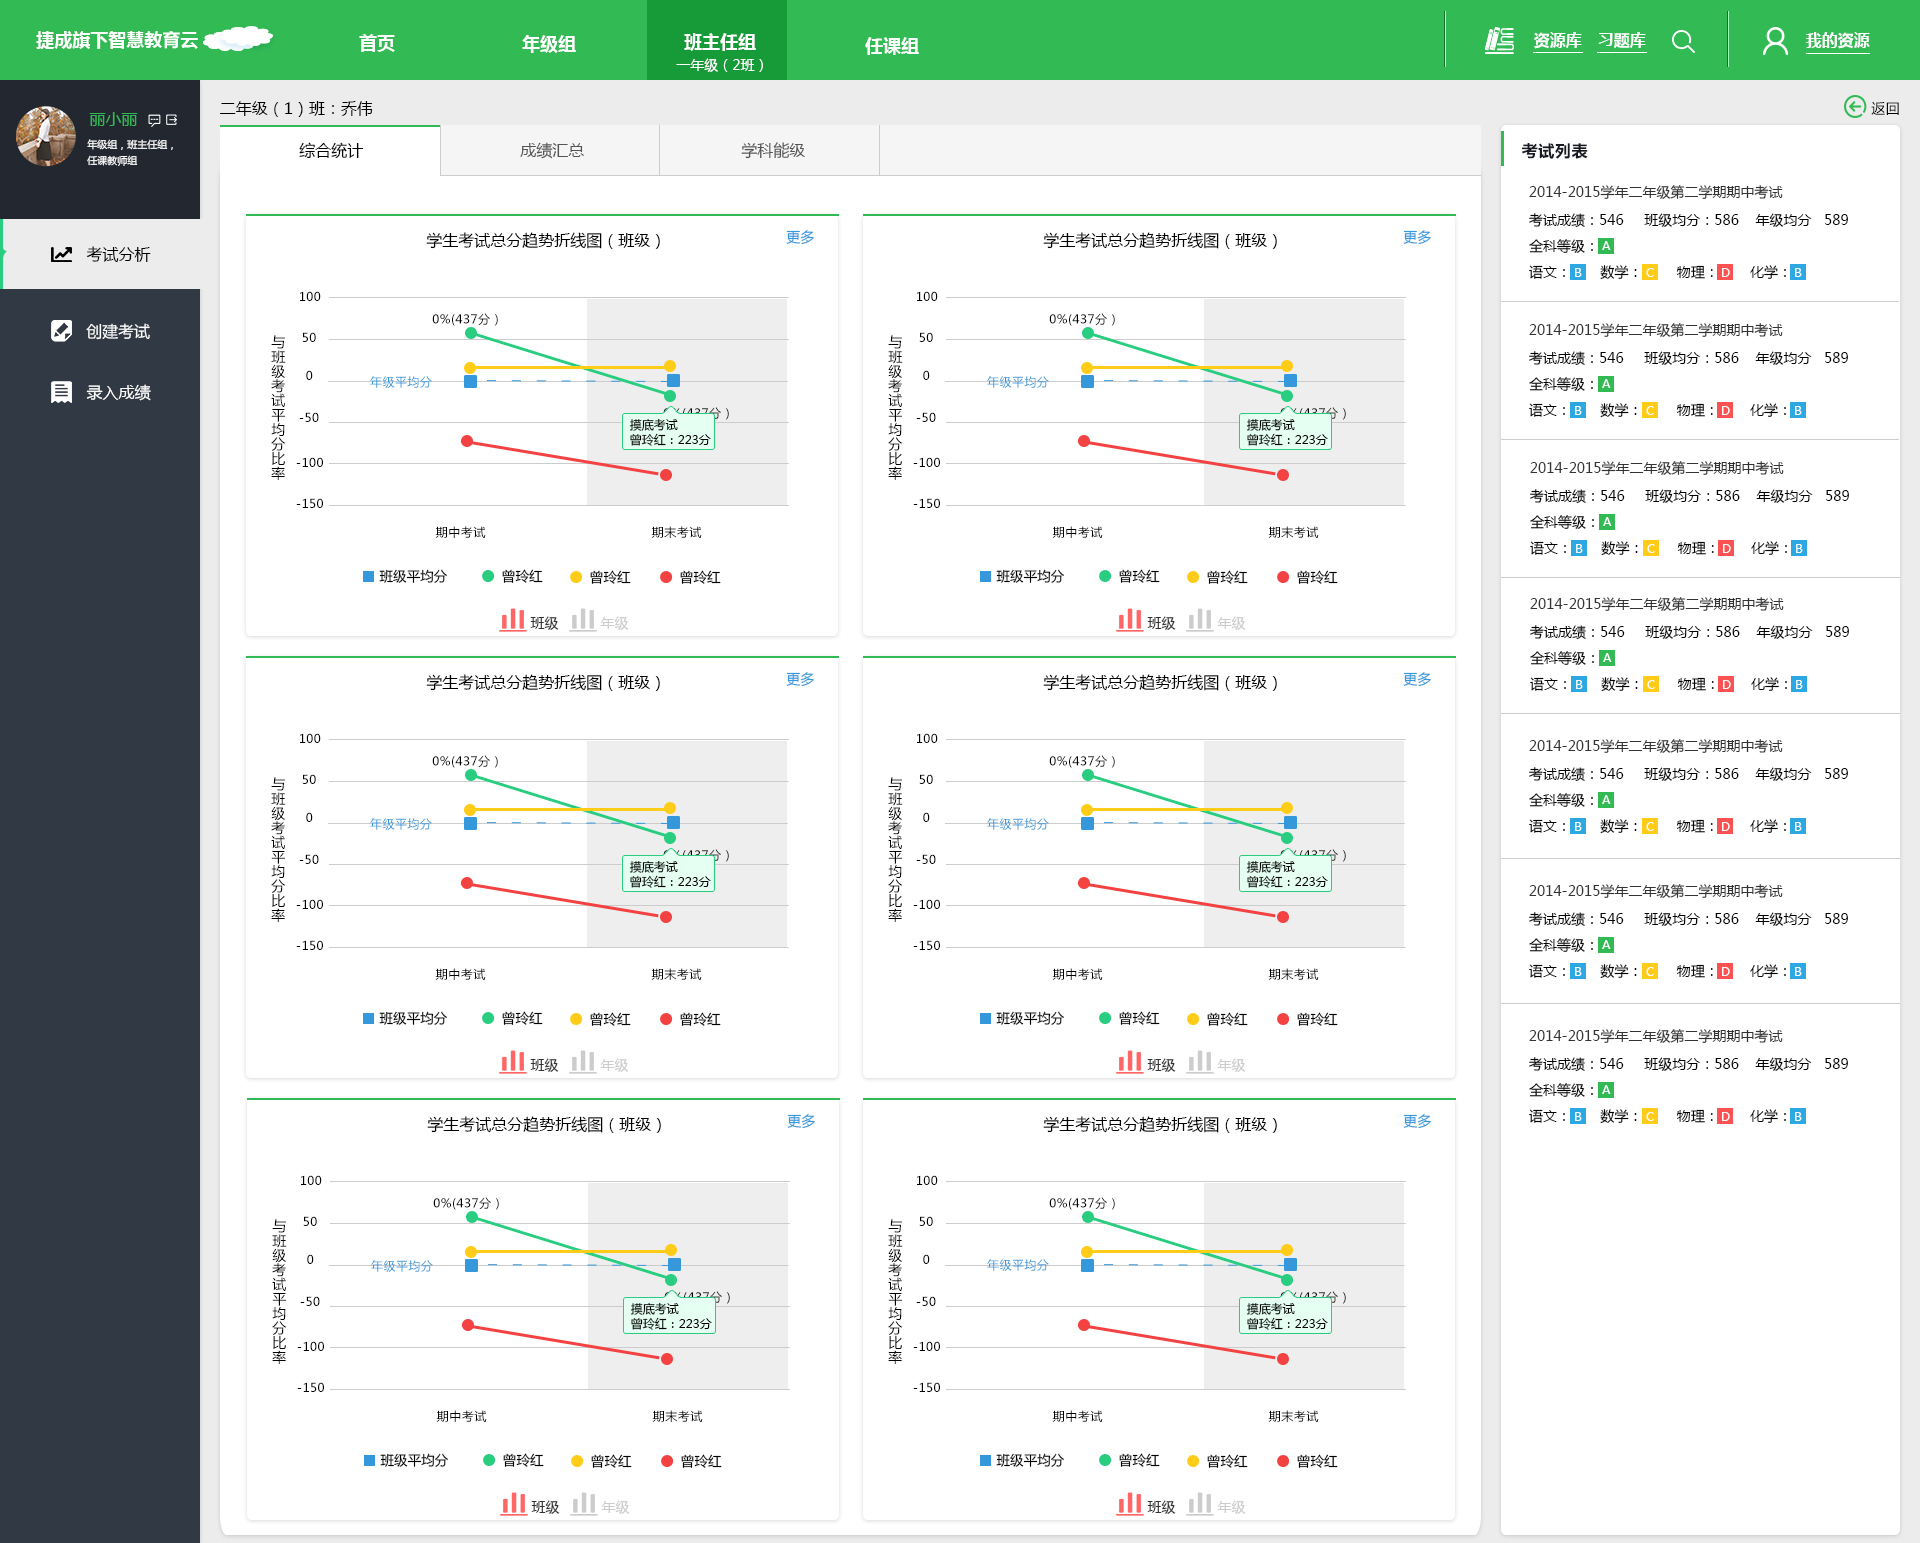 捷成旗下智慧教育云
首页
年级组
班主任组
一年级（2班）
任课组
资源库
习题库
我的资源
丽小丽
年级组，班主任组，
任课教师组
考试分析
创建考试
录入成绩
二年级（1）班：乔伟
返回
综合统计
成绩汇总
学科能级
学生考试总分趋势折线图（班级）
更多
与班级考试平均分比率
100
50
0
-50
-100
-150
0%(437分）
年级平均分
(437分）
摸底考试
曾玲红：223分
期中考试
期末考试
班级平均分
曾玲红
曾玲红
曾玲红
班级
年级
学生考试总分趋势折线图（班级）
更多
与班级考试平均分比率
100
50
0
-50
-100
-150
0%(437分）
年级平均分
(437分）
摸底考试
曾玲红：223分
期中考试
期末考试
班级平均分
曾玲红
曾玲红
曾玲红
班级
年级
学生考试总分趋势折线图（班级）
更多
与班级考试平均分比率
100
50
0
-50
-100
-150
0%(437分）
年级平均分
(437分）
摸底考试
曾玲红：223分
期中考试
期末考试
班级平均分
曾玲红
曾玲红
曾玲红
班级
年级
学生考试总分趋势折线图（班级）
更多
与班级考试平均分比率
100
50
0
-50
-100
-150
0%(437分）
年级平均分
(437分）
摸底考试
曾玲红：223分
期中考试
期末考试
班级平均分
曾玲红
曾玲红
曾玲红
班级
年级
学生考试总分趋势折线图（班级）
更多
与班级考试平均分比率
100
50
0
-50
-100
-150
0%(437分）
年级平均分
(437分）
摸底考试
曾玲红：223分
期中考试
期末考试
班级平均分
曾玲红
曾玲红
曾玲红
班级
年级
学生考试总分趋势折线图（班级）
更多
与班级考试平均分比率
100
50
0
-50
-100
-150
0%(437分）
年级平均分
(437分）
摸底考试
曾玲红：223分
期中考试
期末考试
班级平均分
曾玲红
曾玲红
曾玲红
班级
年级
考试列表
2014-2015学年二年级第二学期期中考试
考试成绩：546 班级均分：586 年级均分 589
全科等级：A
语文：B 数学：C 物理：D 化学：B
2014-2015学年二年级第二学期期中考试
考试成绩：546 班级均分：586 年级均分 589
全科等级：A
语文：B 数学：C 物理：D 化学：B
2014-2015学年二年级第二学期期中考试
考试成绩：546 班级均分：586 年级均分 589
全科等级：A
语文：B 数学：C 物理：D 化学：B
2014-2015学年二年级第二学期期中考试
考试成绩：546 班级均分：586 年级均分 589
全科等级：A
语文：B 数学：C 物理：D 化学：B
2014-2015学年二年级第二学期期中考试
考试成绩：546 班级均分：586 年级均分 589
全科等级：A
语文：B 数学：C 物理：D 化学：B
2014-2015学年二年级第二学期期中考试
考试成绩：546 班级均分：586 年级均分 589
全科等级：A
语文：B 数学：C 物理：D 化学：B
2014-2015学年二年级第二学期期中考试
考试成绩：546 班级均分：586 年级均分 589
全科等级：A
语文：B 数学：C 物理：D 化学：B